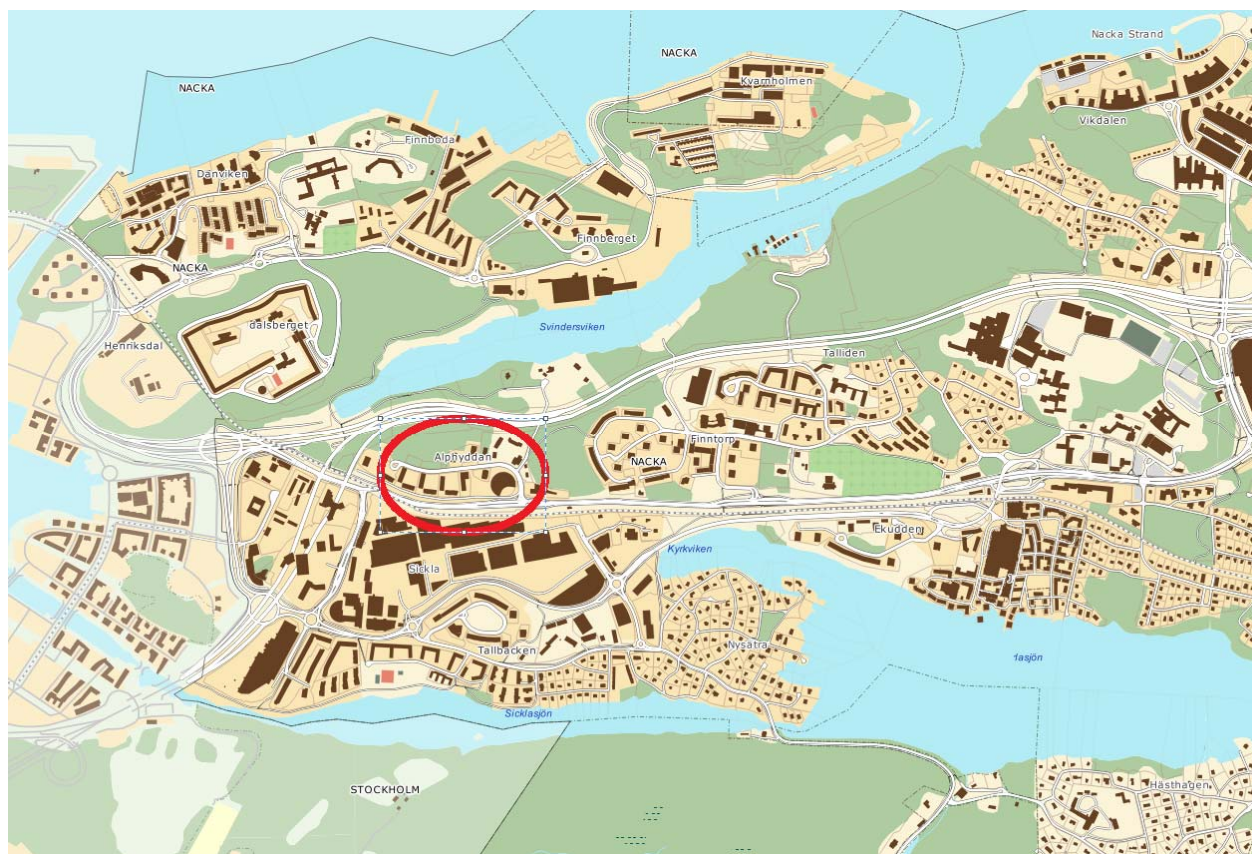 Nacka Strand
NACKA
Kvarnholmen
NACKA
Vikdalen
Finnboda
Danviken
Finnberget
NACKA
Svindersviken
dalsberget
Henriksdal
Talliden
Finntorp
Alphyddan
NACKA
Ekudden
Kyrkviken
Sickla
Nysätra
Tallbacken
Sicklasjön
STOCKHOLM
Hästhagen